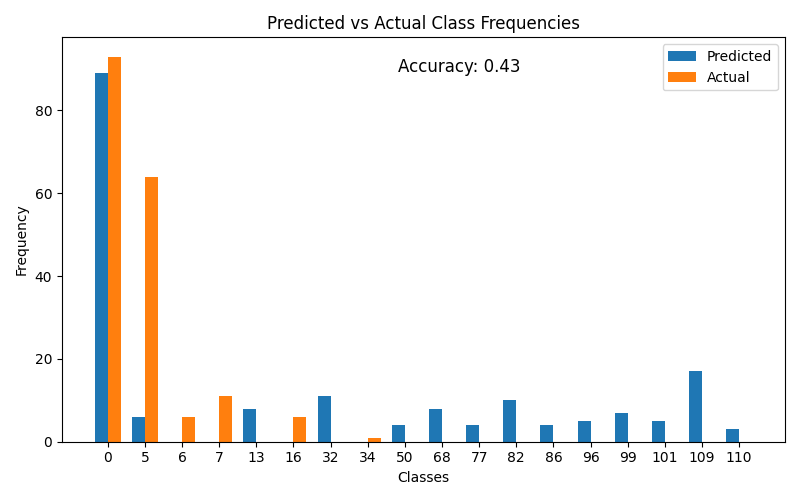 Predicted vs Actual Class Frequencies
Accuracy: 0.43
Predicted
Actual
Frequency
80
60
40
20
0
0 5 6 7 13 16 32 34 50 68 77 82 86 96 99 101 109 110
Classes